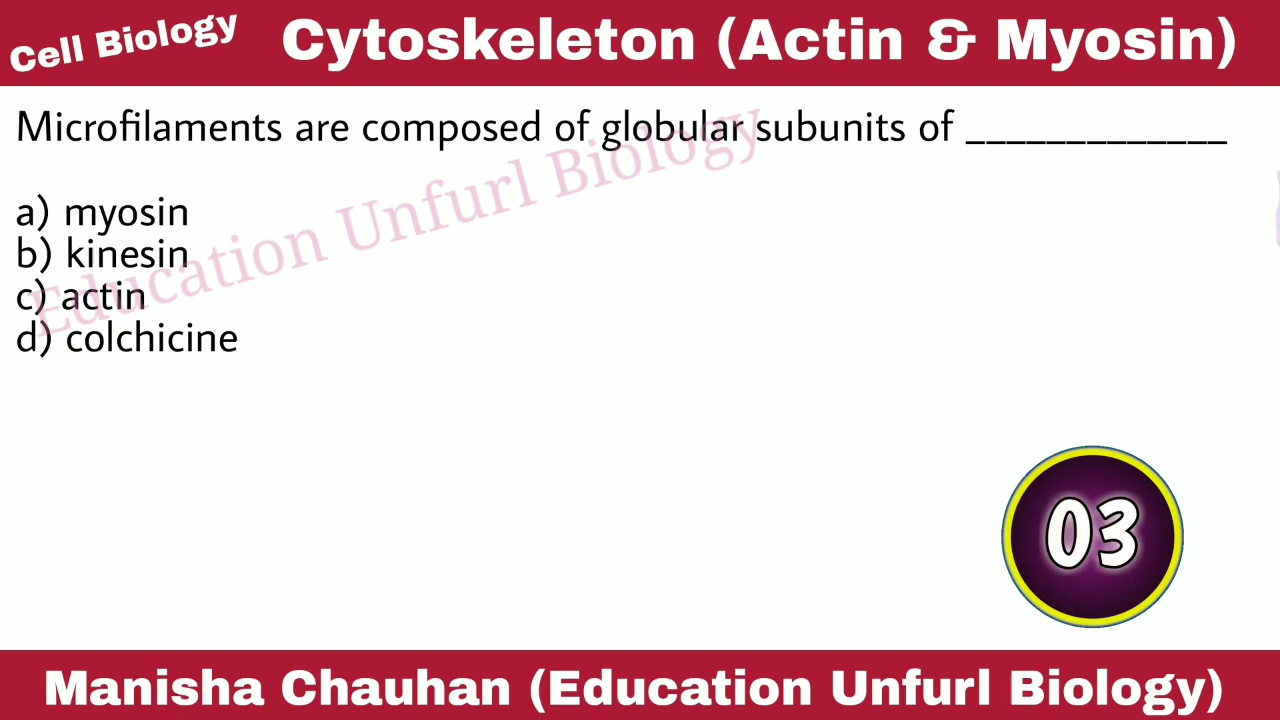 Cell Biology
Cytoskeleton (Actin & Myosin)
Microfilaments are composed of globular subunits of _____________
Education Unfurl Biology
a) myosin
b) kinesin
c) actin
d) colchicine
03
Manisha Chauhan (Education Unfurl Biology)